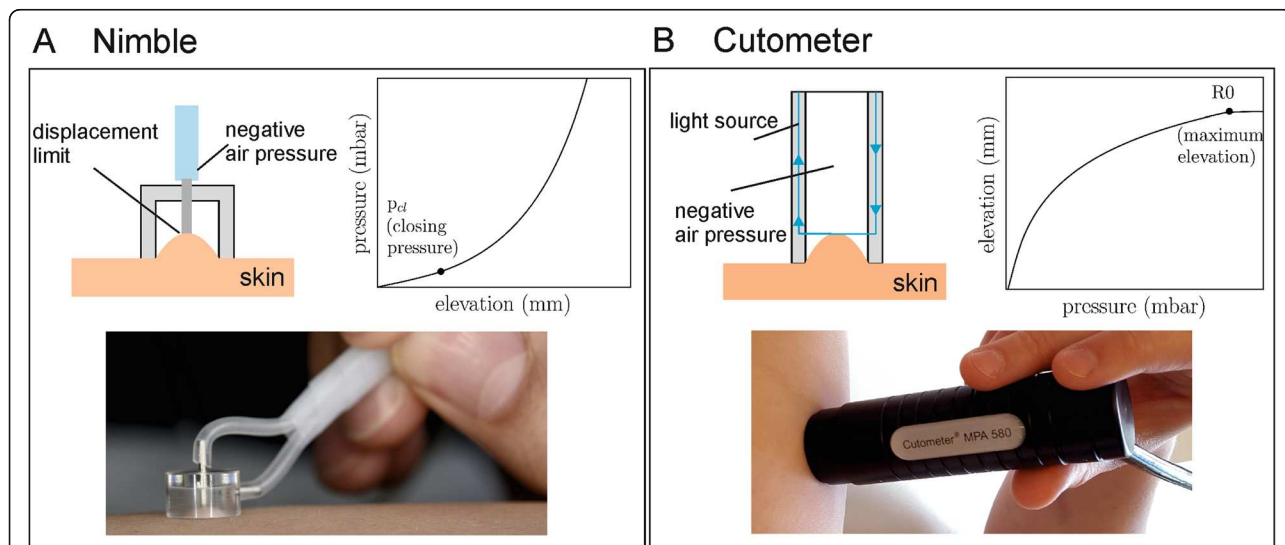 A Nimble
displacement
limit
negative
air pressure
skin
pressure (mbar)
p_cl
(closing
pressure)
elevation (mm)
B Cutometer
light source
negative
air pressure
skin
elevation (mm)
R0
(maximum
elevation)
pressure (mbar)
Cutometer® MPA 580